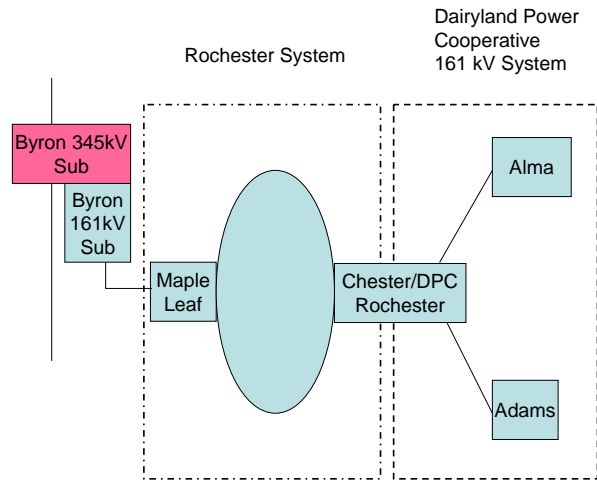 Dairyland Power
Cooperative
161 kV System
Rochester System
Byron 345kV
Sub
Byron
161kV
Sub
Alma
Maple
Leaf
Chester/DPC
Rochester
Adams